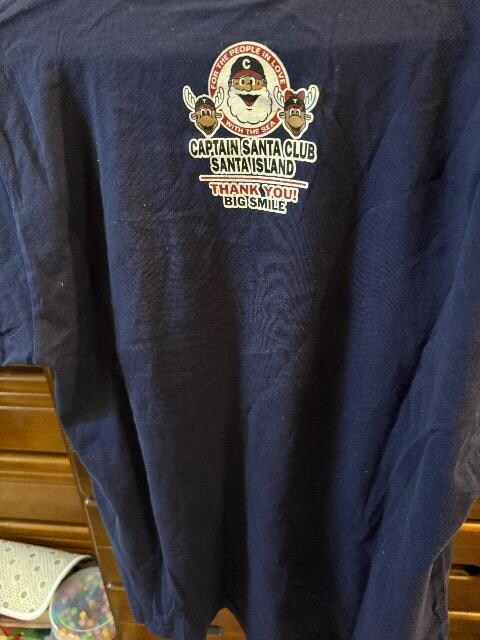 FOR THE PEOPLE IN LOVE
C
WITH THE SEA
CAPTAIN SANTA CLUB
SANTA ISLAND
THANK YOU!
BIG SMILE